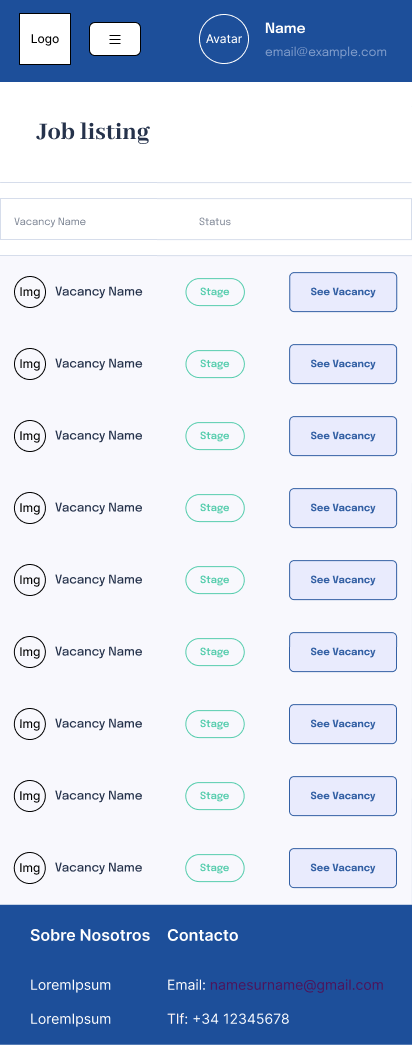 Logo
Avatar
Name
email@example.com
Job listing
Vacancy Name Status
Img Vacancy Name Stage See Vacancy
Img Vacancy Name Stage See Vacancy
Img Vacancy Name Stage See Vacancy
Img Vacancy Name Stage See Vacancy
Img Vacancy Name Stage See Vacancy
Img Vacancy Name Stage See Vacancy
Img Vacancy Name Stage See Vacancy
Img Vacancy Name Stage See Vacancy
Img Vacancy Name Stage See Vacancy
Sobre Nosotros Contacto
LoremIpsum Email: namesurname@gmail.com
LoremIpsum Tlf: +34 12345678